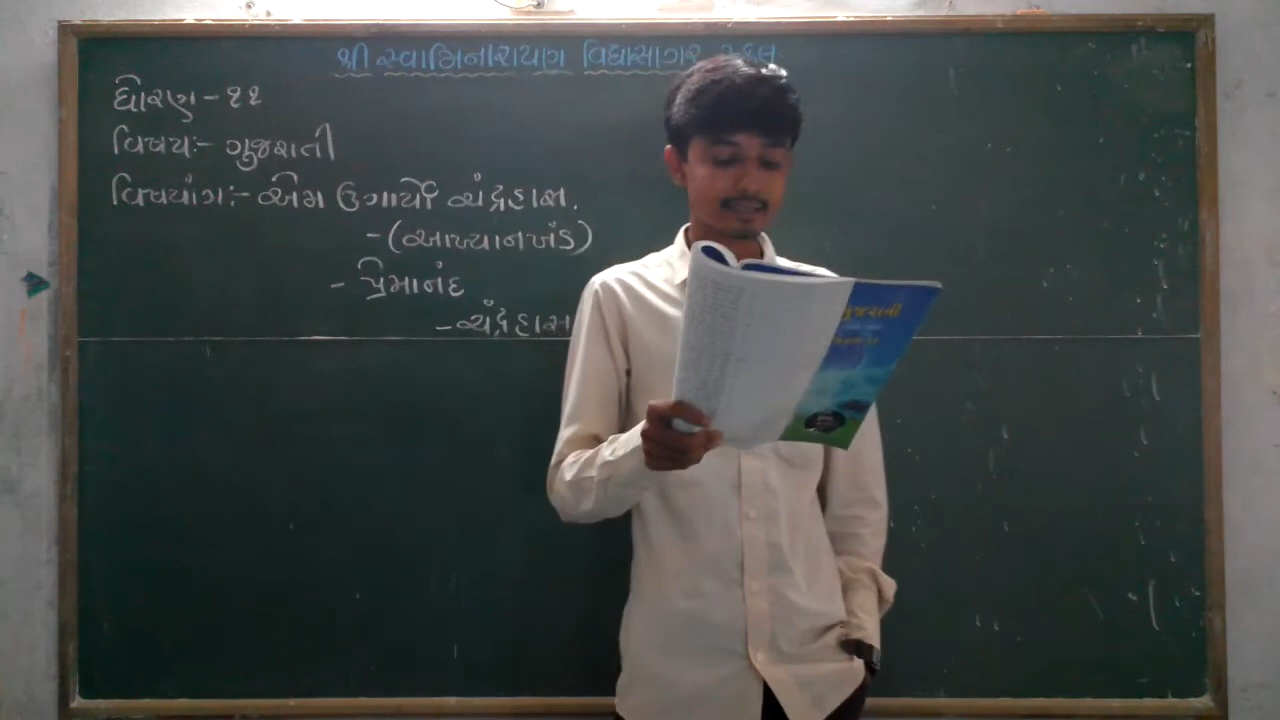 શ્રી સ્વામિનારાયણ વિદ્યાસાગર સ્કૂલ
ધોરણ - ૧૧
વિષય:- ગુજરાતી
વિષયાંગ:- એમ ઉગાર્યો ચંદ્રહાસ.
- (આખ્યાનખંડ)
- પ્રેમાનંદ
- ચંદ્રહાસ
ગુજરાતી